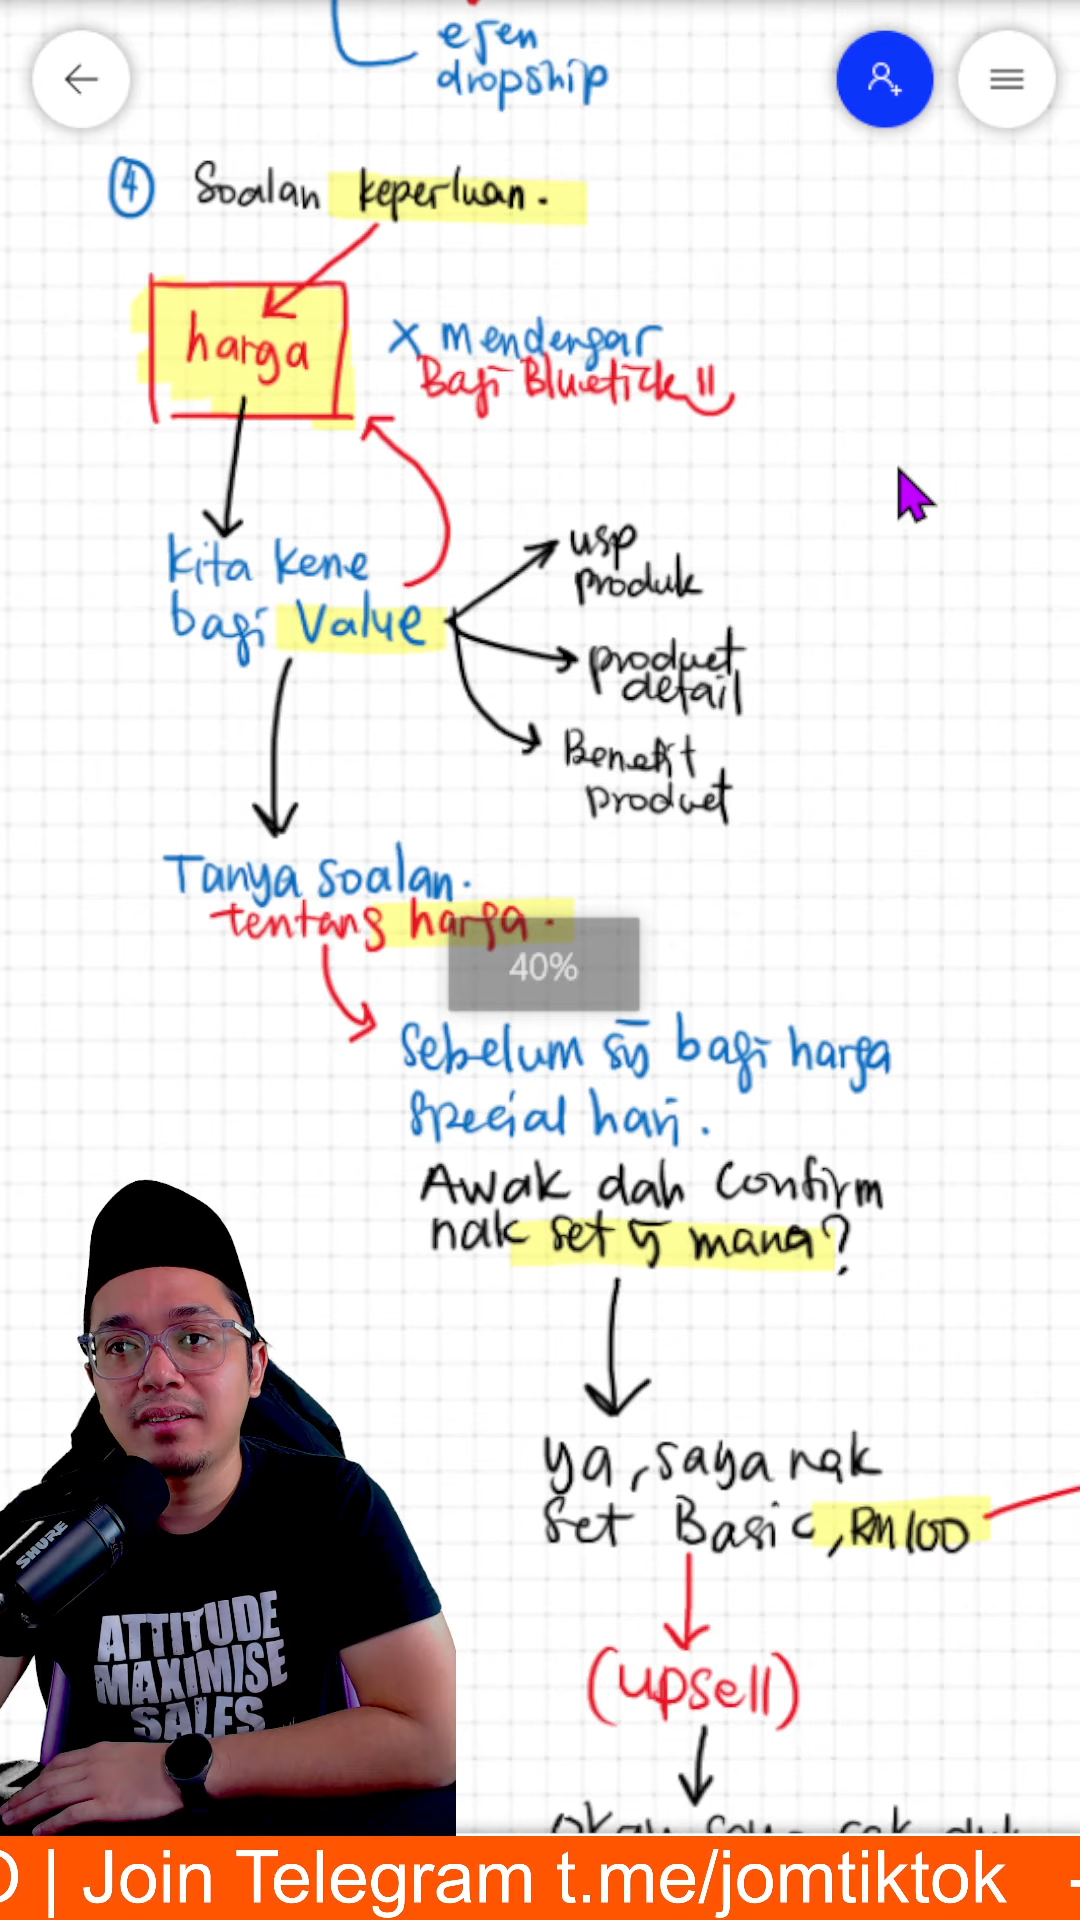 ejen
dropship
4 Soalan keperluan.
harga
x mendengar
Bagi Bluetick !!
Kita kene
bagi Value
usp
produk
product
detail
Benefit
product
Tanya soalan.
tentang harga.
40%
Sebelum sy bagi harga
special hari.
Awak dah confirm
nak set yg mana?
ya, saya nak
Set Basic, RM100
(upsell)
SHURE
ATTITUDE
MAXIMISE
SALES
| Join Telegram t.me/jomtiktok